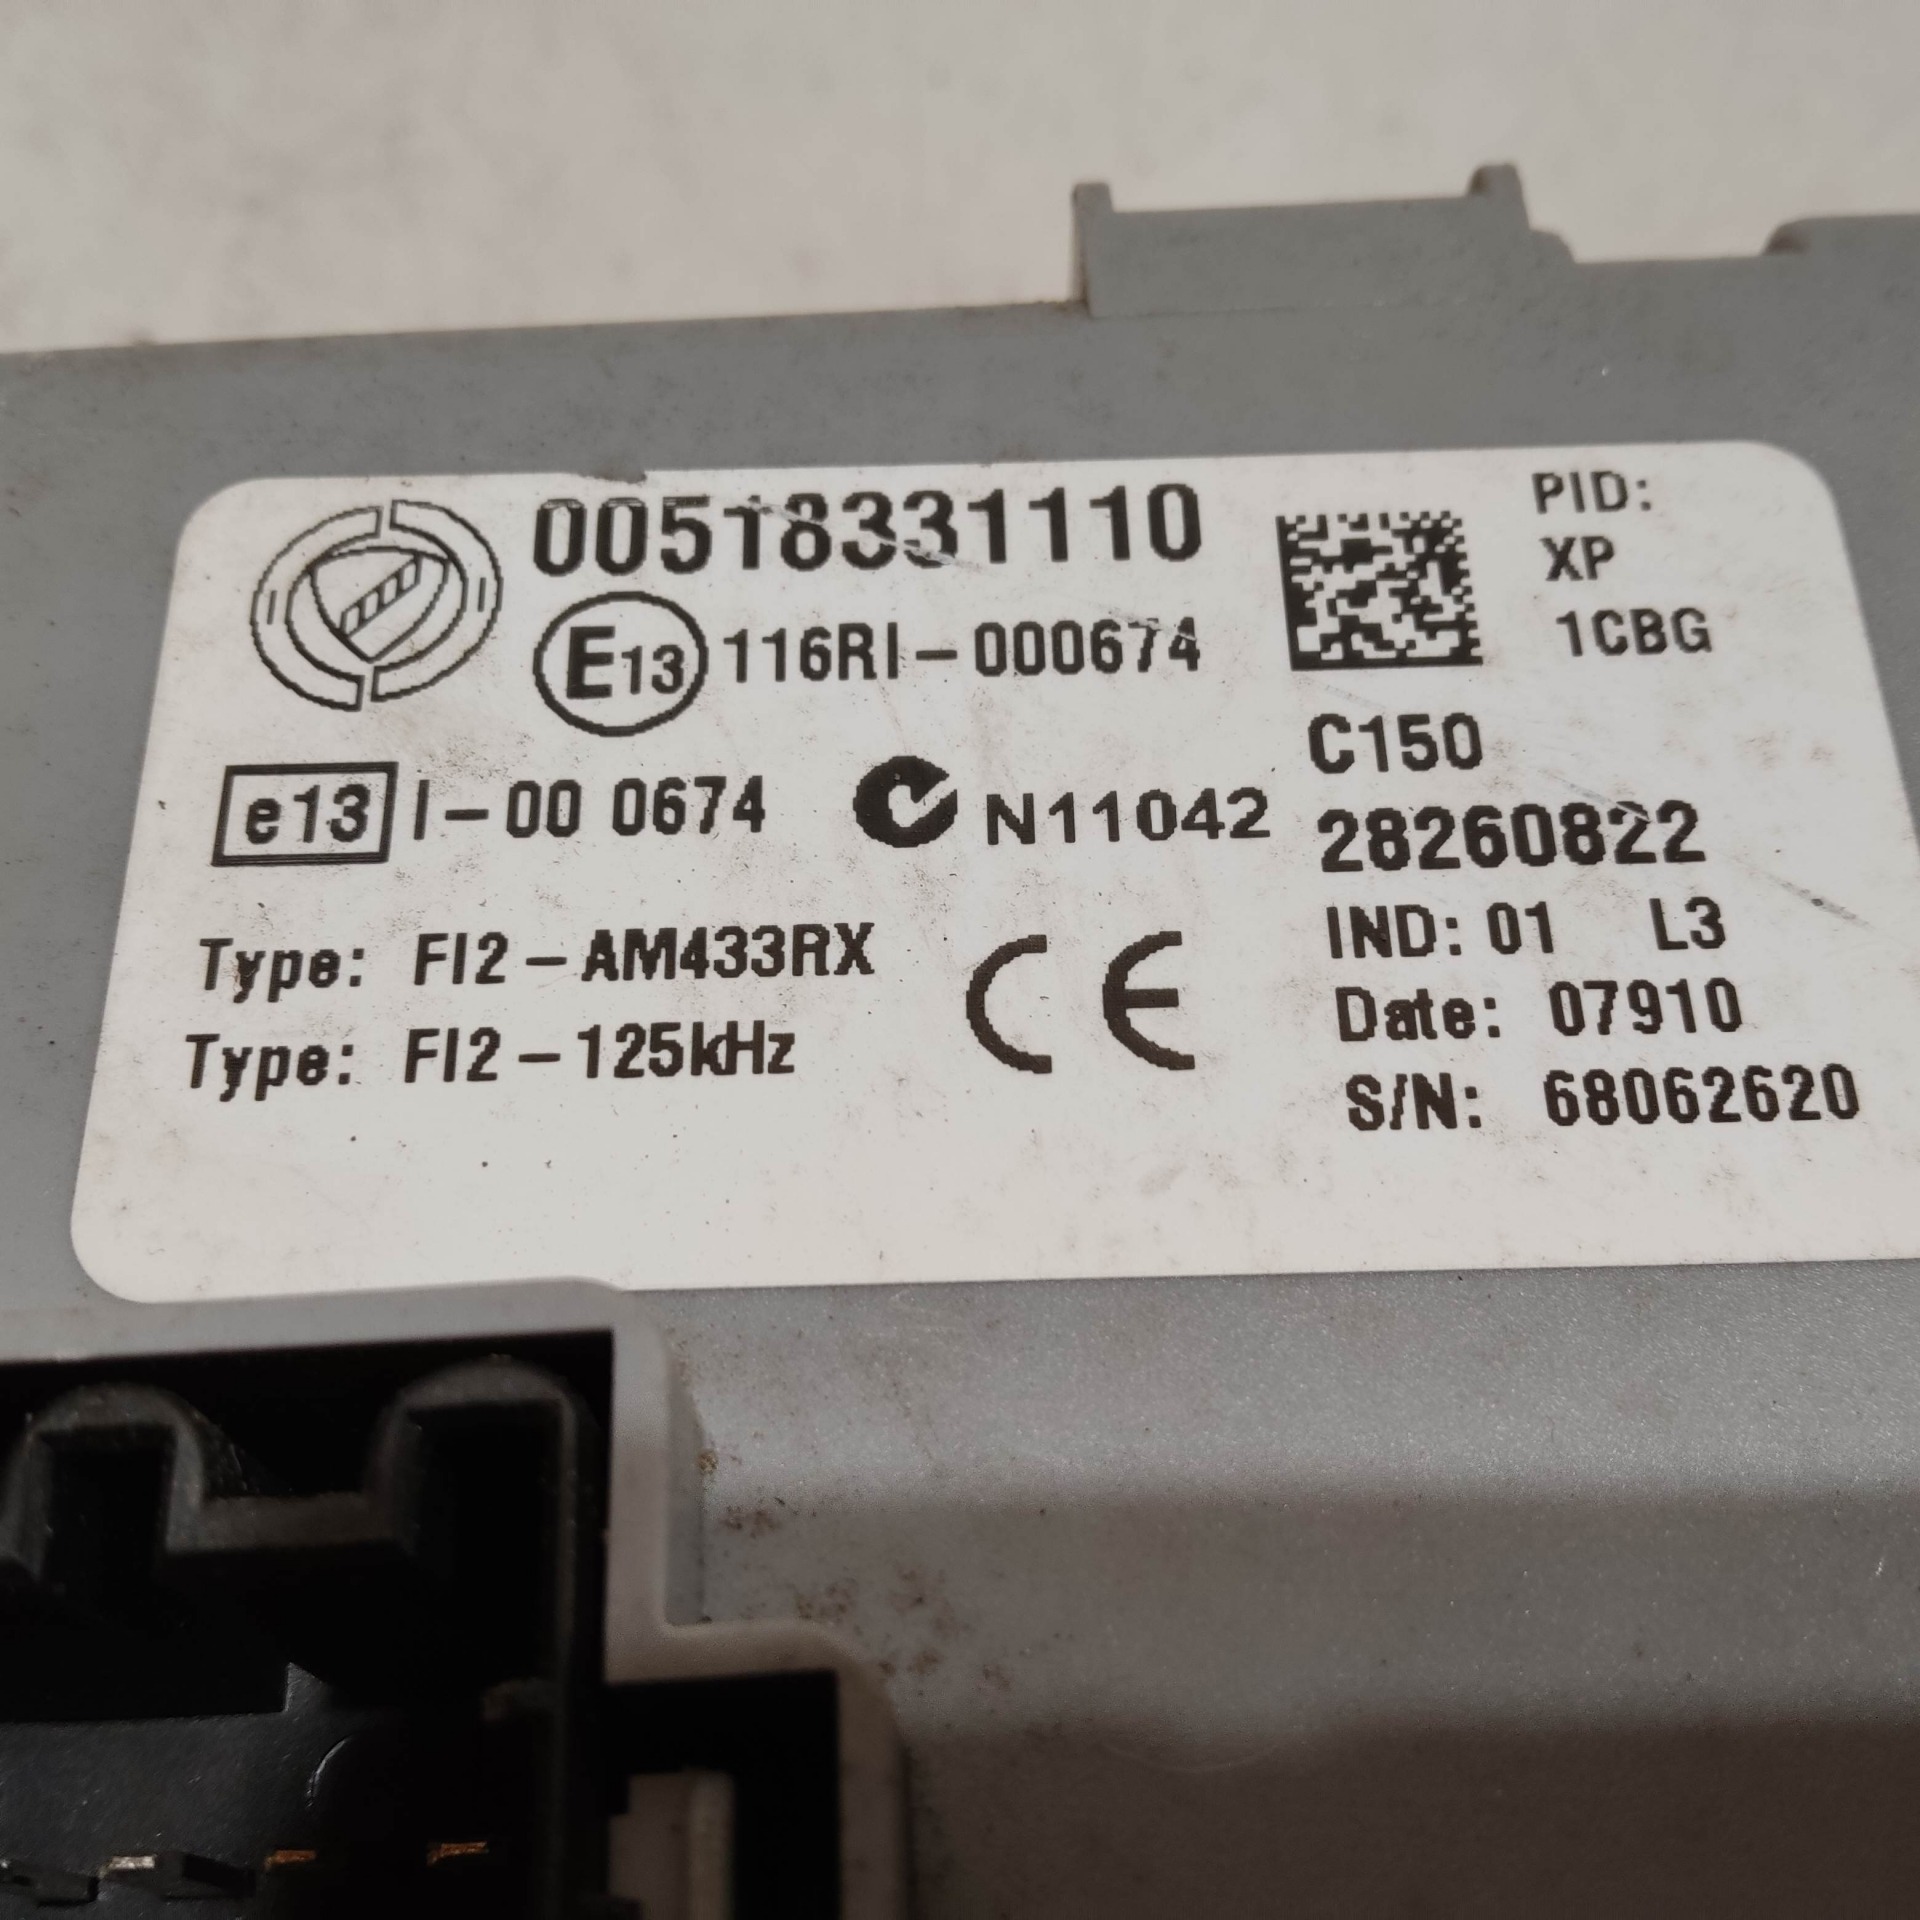 00518331110
E13 116RI-000674
e13 I-00 0674
N11042
Type: FI2-AM433RX
Type: FI2-125kHz
CE
PID:
XP
1CBG
C150
28260822
IND: 01 L3
Date: 07910
S/N: 68062620